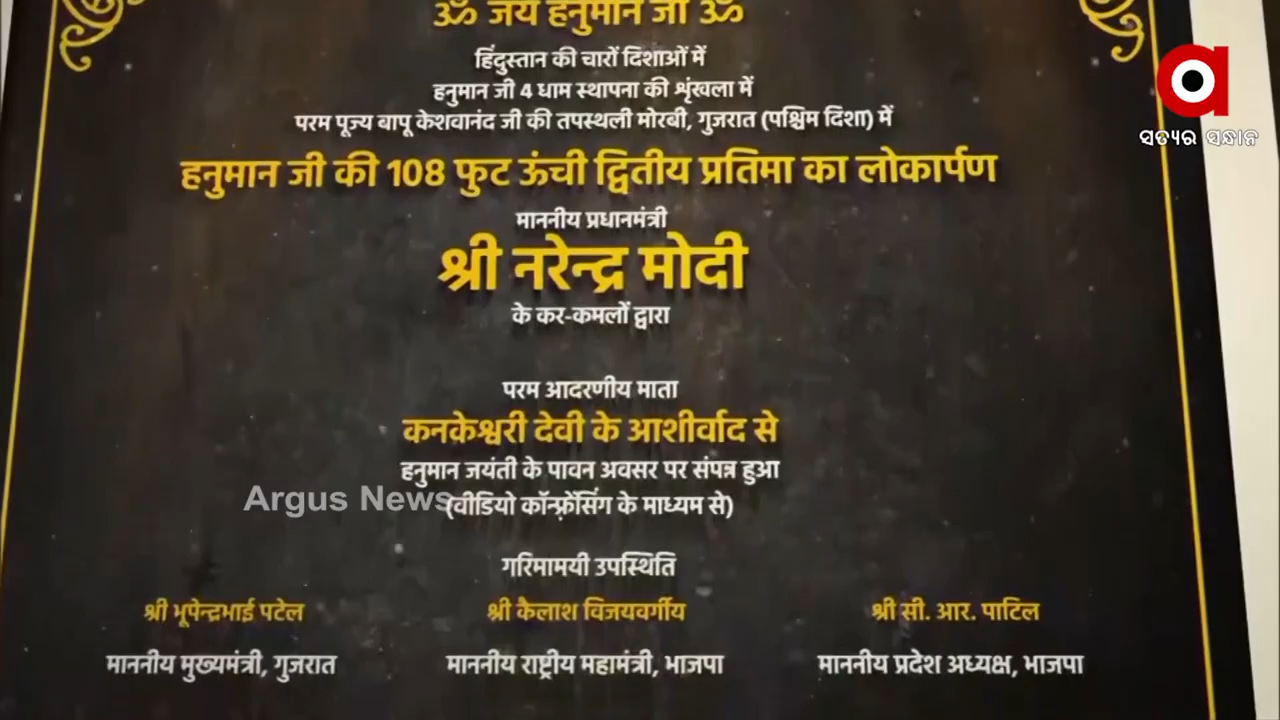 ॐ जय हनुमान जी ॐ
हिंदुस्तान की चारों दिशाओं में
हनुमान जी 4 धाम स्थापना की श्रृंखला में
परम पूज्य बापू केशवानंद जी की तपस्थली मोरबी, गुजरात (पश्चिम दिशा) में
हनुमान जी की 108 फुट ऊंची द्वितीय प्रतिमा का लोकार्पण
माननीय प्रधानमंत्री
श्री नरेन्द्र मोदी
के कर-कमलों द्वारा
परम आदरणीय माता
कनकेश्वरी देवी के आशीर्वाद से
हनुमान जयंती के पावन अवसर पर संपन्न हुआ
(वीडियो कॉन्फ्रेंसिंग के माध्यम से)
गरिमामयी उपस्थिति
श्री भूपेन्द्रभाई पटेल
माननीय मुख्यमंत्री, गुजरात
श्री कैलाश विजयवर्गीय
माननीय राष्ट्रीय महामंत्री, भाजपा
श्री सी. आर. पाटिल
माननीय प्रदेश अध्यक्ष, भाजपा
Argus News
a
ସତ୍ୟର ସନ୍ଧାନ